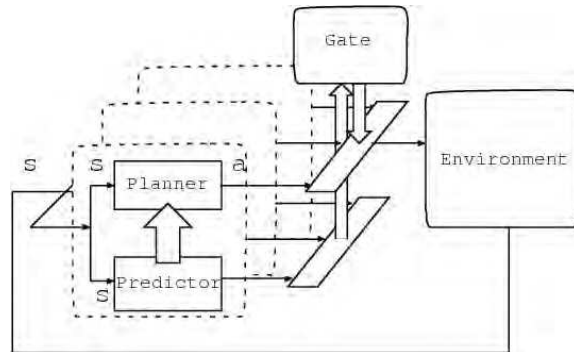 Gate
S
S
a
Planner
Environment
S
Predictor